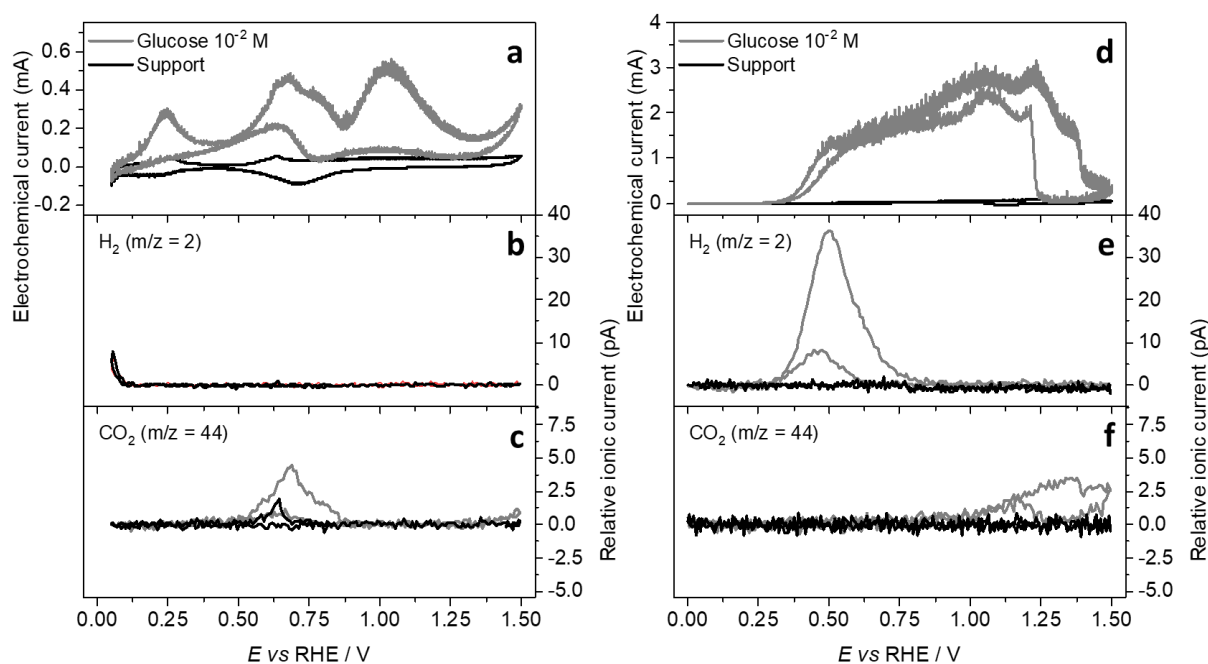 Glucose 10⁻² M
Support
a
0.6
0.4
0.2
0.0
-0.2
Electrochemical current (mA)
H₂ (m/z = 2)
b
40
30
20
10
0
CO₂ (m/z = 44)
c
7.5
5.0
2.5
0.0
-2.5
-5.0
Relative ionic current (pA)
0.00 0.25 0.50 0.75 1.00 1.25 1.50
E vs RHE / V
Glucose 10⁻² M
Support
d
4
3
2
1
0
Electrochemical current (mA)
H₂ (m/z = 2)
e
40
30
20
10
0
CO₂ (m/z = 44)
f
7.5
5.0
2.5
0.0
-2.5
-5.0
Relative ionic current (pA)
0.00 0.25 0.50 0.75 1.00 1.25 1.50
E vs RHE / V